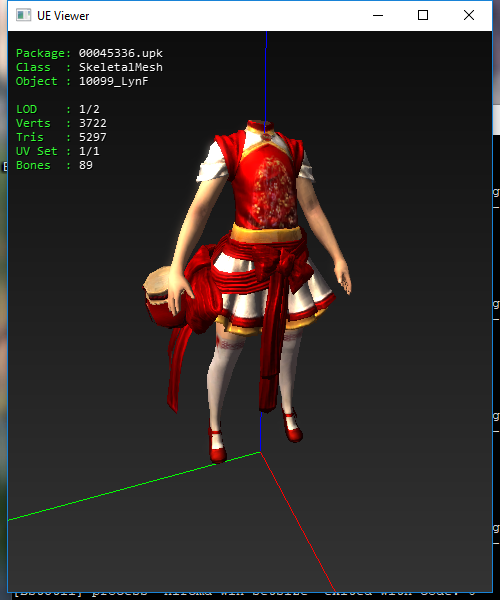 UE Viewer
Package: 00045336.upk
Class : SkeletalMesh
Object : 10099_LynF
LOD : 1/2
Verts : 3722
Tris : 5297
UV Set : 1/1
Bones : 89